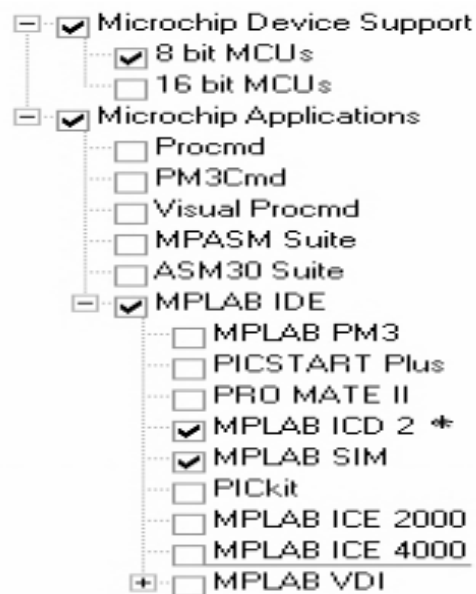 Microchip Device Support
8 bit MCUs
16 bit MCUs
Microchip Applications
Procmd
PM3Cmd
Visual Procmd
MPASM Suite
ASM30 Suite
MPLAB IDE
MPLAB PM3
PICSTART Plus
PRO MATE II
MPLAB ICD 2 *
MPLAB SIM
PICkit
MPLAB ICE 2000
MPLAB ICE 4000
MPLAB VDI